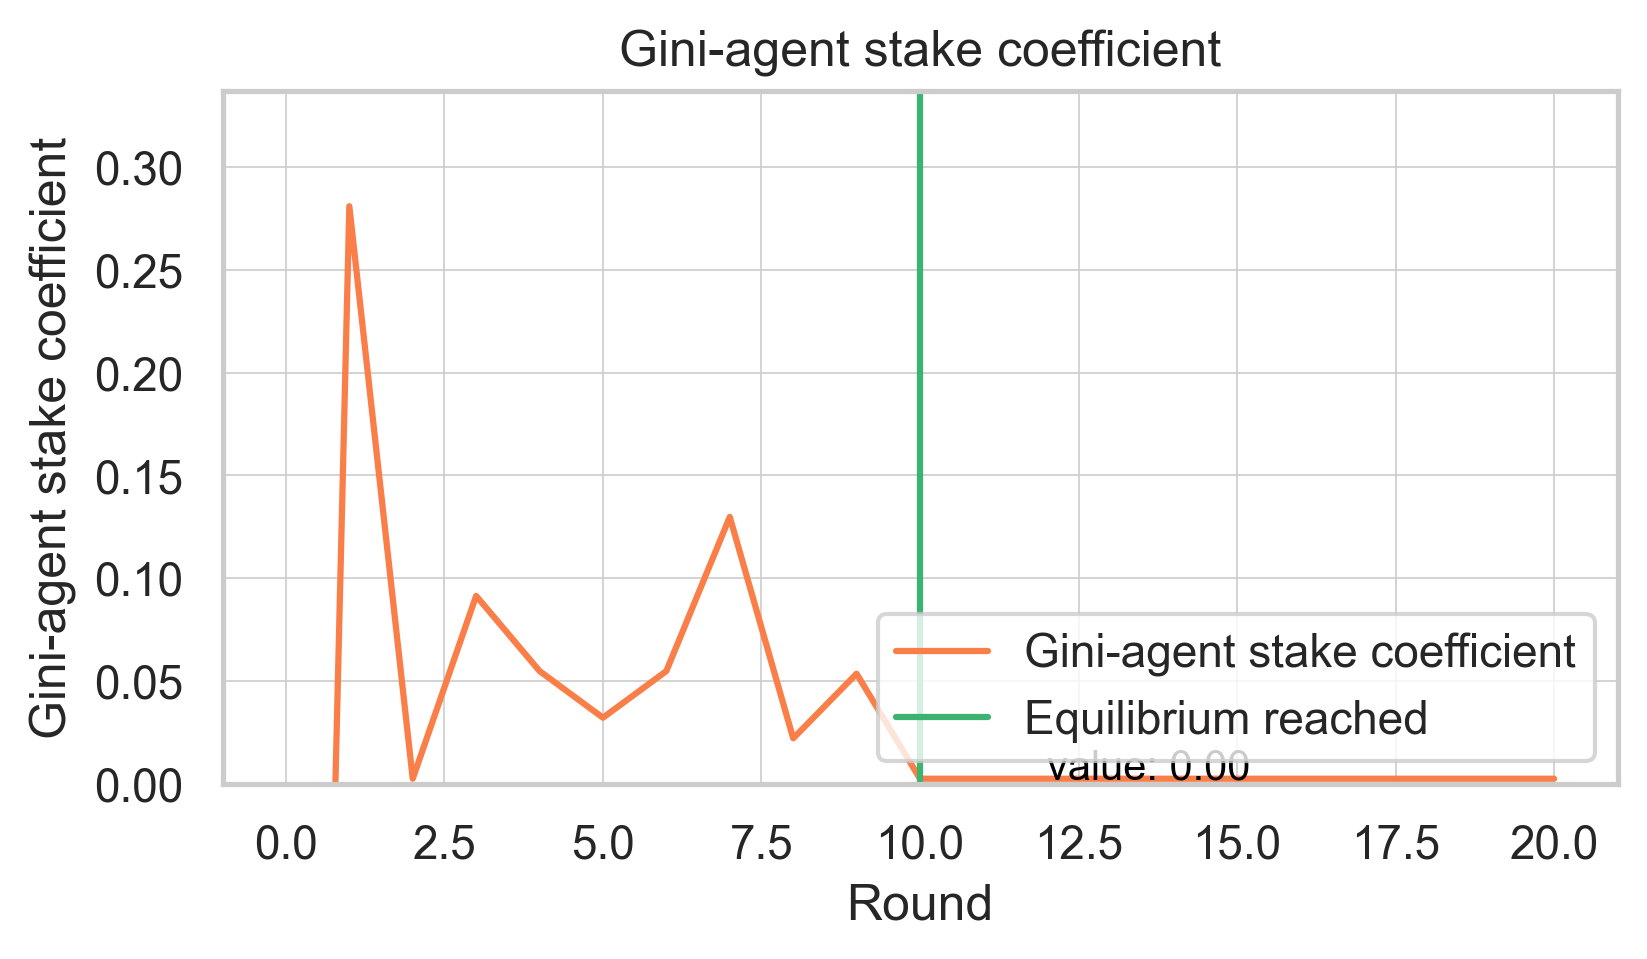 Gini-agent stake coefficient
Gini-agent stake coefficient
0.30
0.25
0.20
0.15
0.10
0.05
0.00
Gini-agent stake coefficient
Equilibrium reached
value: 0.00
0.0 2.5 5.0 7.5 10.0 12.5 15.0 17.5 20.0
Round